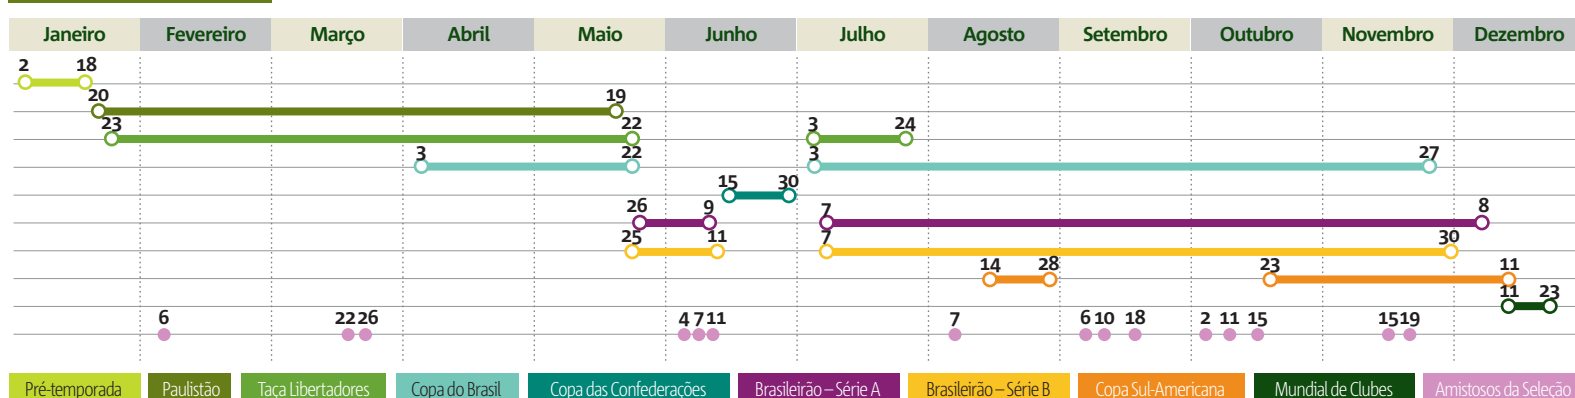 Janeiro Fevereiro Março Abril Maio Junho Julho Agosto Setembro Outubro Novembro Dezembro
2 18
20 19
23 22 3 24
3 22 3 27
15 30
26 9 7 8
25 11 7 30
14 28 23 11
11 23
6 22 26 4 7 11 7 6 10 18 2 11 15 15 19
Pré-temporada Paulistão Taça Libertadores Copa do Brasil Copa das Confederações Brasileirão – Série A Brasileirão – Série B Copa Sul-Americana Mundial de Clubes Amistosos da Seleção